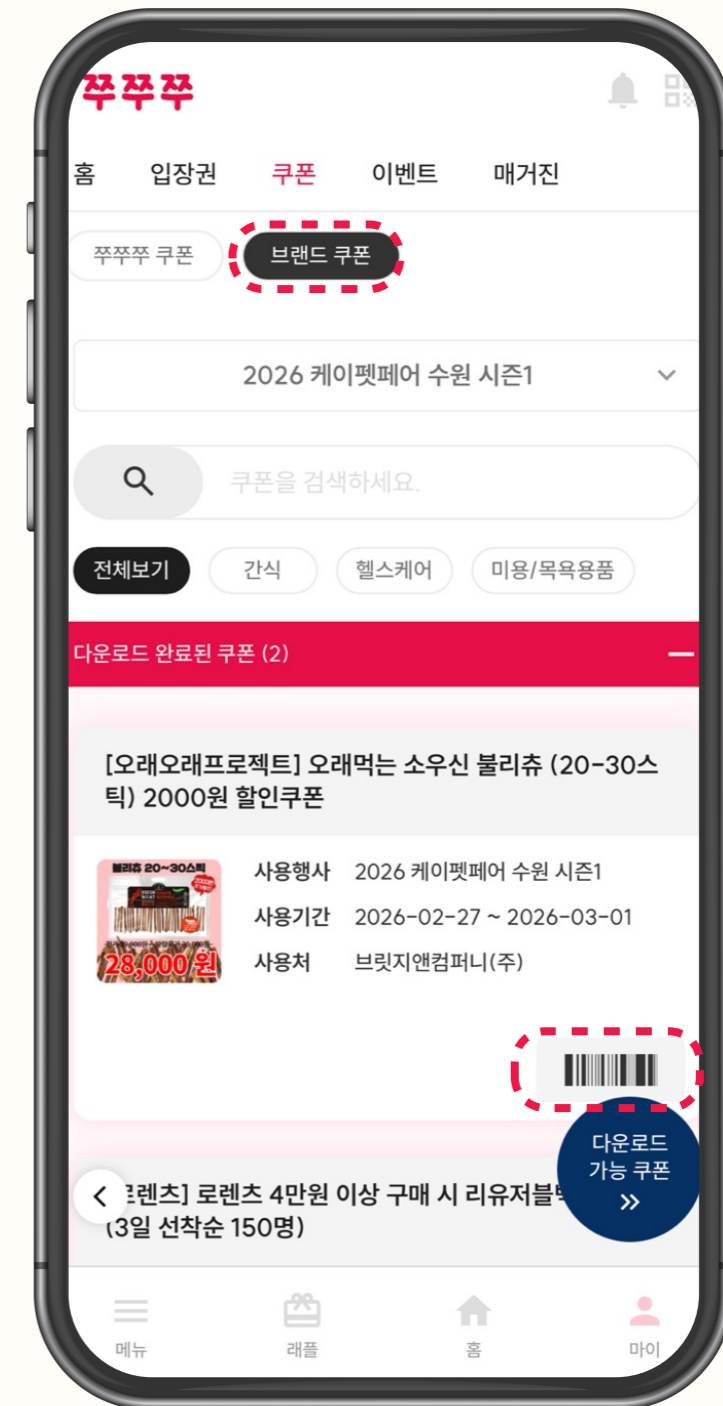 쭈쭈쭈
홈 입장권 쿠폰 이벤트 매거진
쭈쭈쭈 쿠폰 브랜드 쿠폰
2026 케이펫페어 수원 시즌1
쿠폰을 검색하세요.
전체보기 간식 헬스케어 미용/목욕용품
다운로드 완료된 쿠폰 (2)
[오래오래프로젝트] 오래먹는 소우신 불리츄 (20-30스
틱) 2000원 할인쿠폰
불리츄 20~30스틱
28,000 원
사용행사 2026 케이펫페어 수원 시즌1
사용기간 2026-02-27 ~ 2026-03-01
사용처 브릿지앤컴퍼니(주)
다운로드
가능 쿠폰
렌츠] 로렌츠 4만원 이상 구매 시 리유저블
(3일 선착순 150명)
메뉴 래플 홈 마이